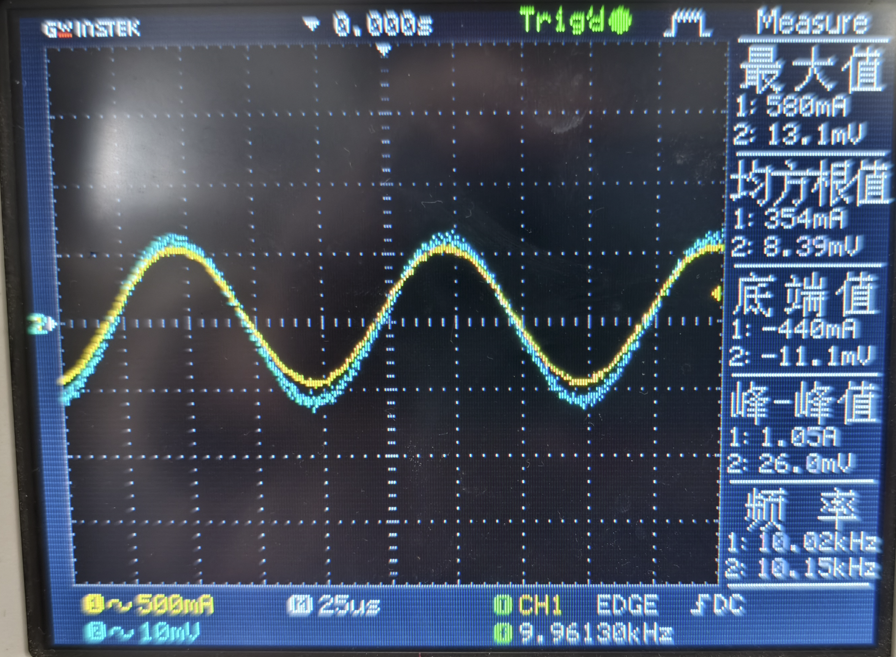 GWINSTEK 0.000s Trig'd Measure
最大值
1: 580mA
2: 13.1mV
均方根值
1: 354mA
2: 8.39mV
底端值
1: -440mA
2: -11.1mV
峰-峰值
1: 1.05A
2: 26.0mV
频率
1: 10.02kHz
2: 10.15kHz
2
1 500mA M 25us T CH1 EDGE DC
2 10mV 9.96130kHz